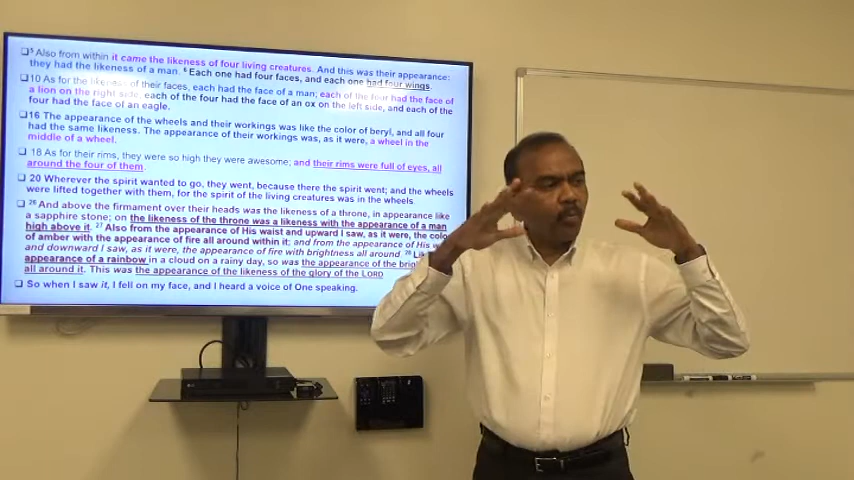 ❑ ⁵ Also from within it came the likeness of four living creatures. And this was their appearance:
they had the likeness of a man. ⁶ Each one had four faces, and each one had four wings.
❑ 10 As for the likeness of their faces, each had the face of a man; each of the four had the face of
a lion on the right side, each of the four had the face of an ox on the left side, and each of the
four had the face of an eagle.
❑ 16 The appearance of the wheels and their workings was like the color of beryl, and all four
had the same likeness. The appearance of their workings was, as it were, a wheel in the
middle of a wheel.
❑ 18 As for their rims, they were so high they were awesome; and their rims were full of eyes, all
around the four of them.
❑ 20 Wherever the spirit wanted to go, they went, because there the spirit went; and the wheels
were lifted together with them, for the spirit of the living creatures was in the wheels.
❑ ²⁶ And above the firmament over their heads was the likeness of a throne, in appearance like
a sapphire stone; on the likeness of the throne was a likeness with the appearance of a man
high above it. ²⁷ Also from the appearance of His waist and upward I saw, as it were, the
of amber with the appearance of fire all around within it; and from the appearance of His
and downward I saw, as it were, the appearance of fire with brightness all around. ²⁸
appearance of a rainbow in a cloud on a rainy day, so was the appearance of the
all around it. This was the appearance of the likeness of the glory of the LORD
❑ So when I saw it, I fell on my face, and I heard a voice of One speaking.